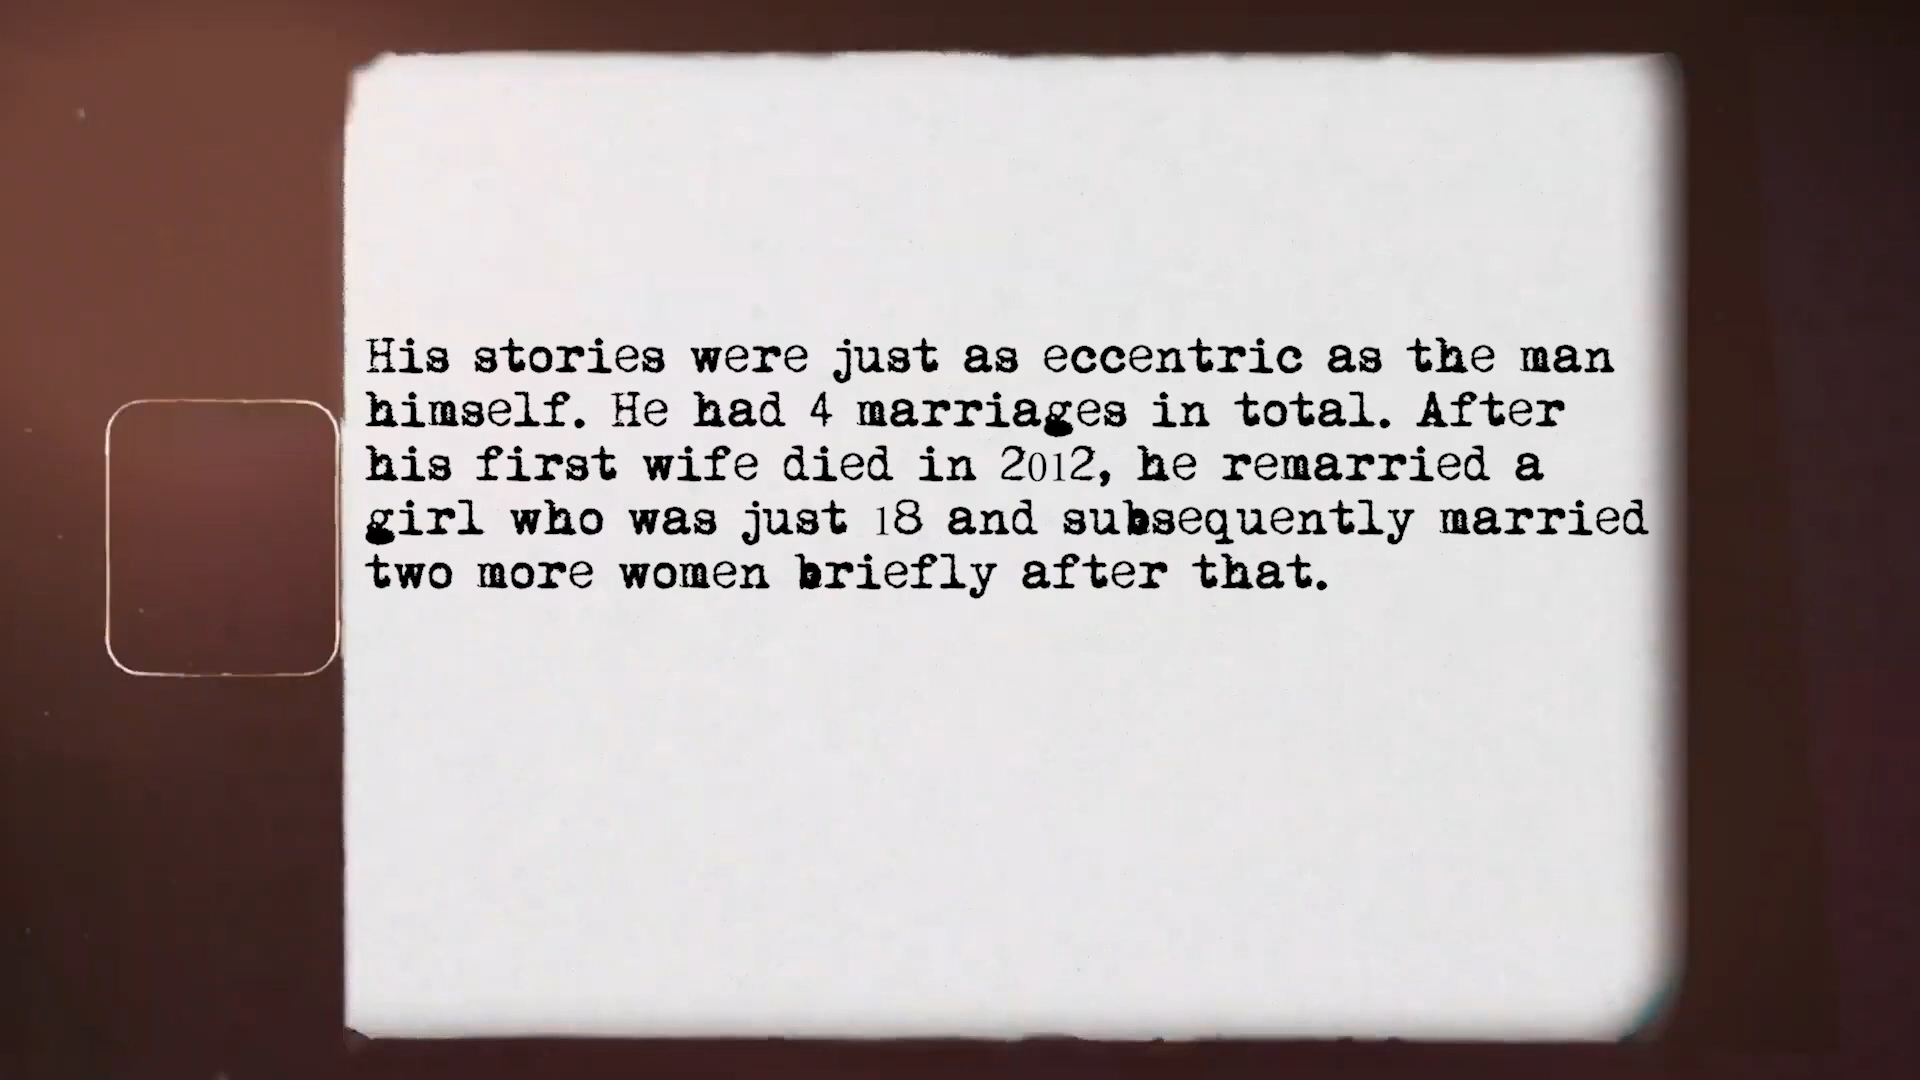 His stories were just as eccentric as the man
himself. He had 4 marriages in total. After
his first wife died in 2012, he remarried a
girl who was just 18 and subsequently married
two more women briefly after that.